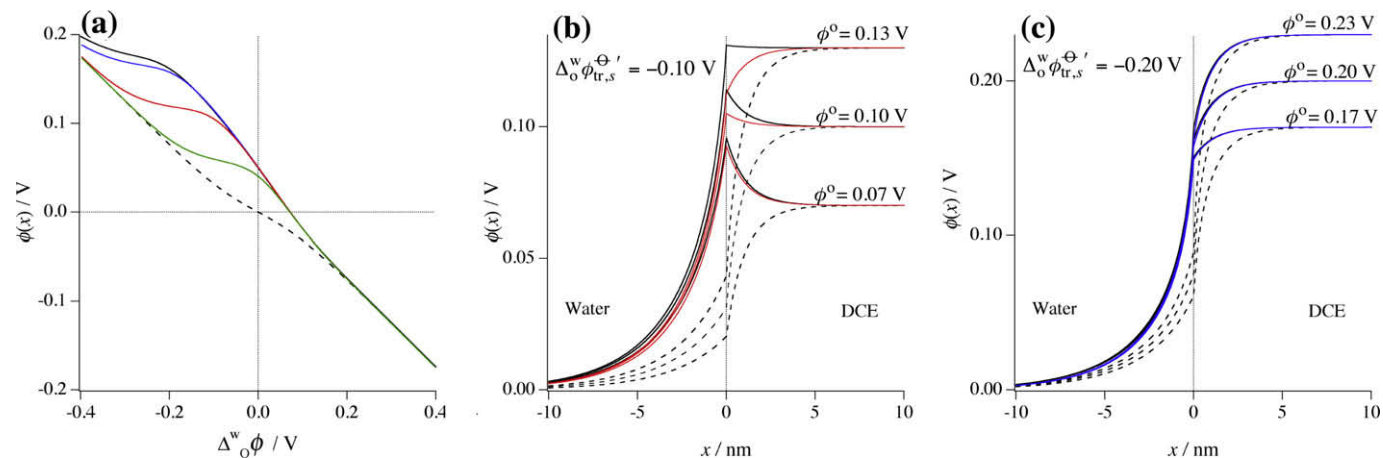 (a)
0.2
0.1
0.0
-0.1
-0.2
ϕ(x) / V
-0.4
-0.2
0.0
0.2
0.4
Δ^w_O ϕ / V
(b)
Δ^w_o ϕ^⊖′_tr,s = −0.10 V
ϕ^o = 0.13 V
ϕ^o = 0.10 V
ϕ^o = 0.07 V
0.10
0.05
0.00
ϕ(x) / V
Water
DCE
-10
-5
0
5
10
x / nm
(c)
ϕ^o = 0.23 V
Δ^w_o ϕ^⊖′_tr,s = −0.20 V
ϕ^o = 0.20 V
ϕ^o = 0.17 V
0.20
0.10
0.00
ϕ(x) / V
Water
DCE
-10
-5
0
5
10
x / nm